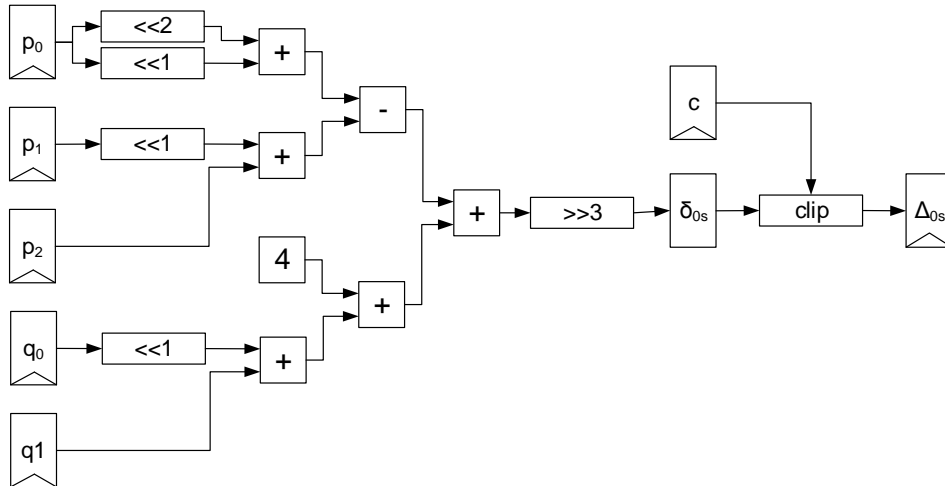 p0
<<2
<<1
+
p1
<<1
+
-
p2
c
+
>>3
δ0s
clip
Δ0s
4
+
q0
<<1
+
q1